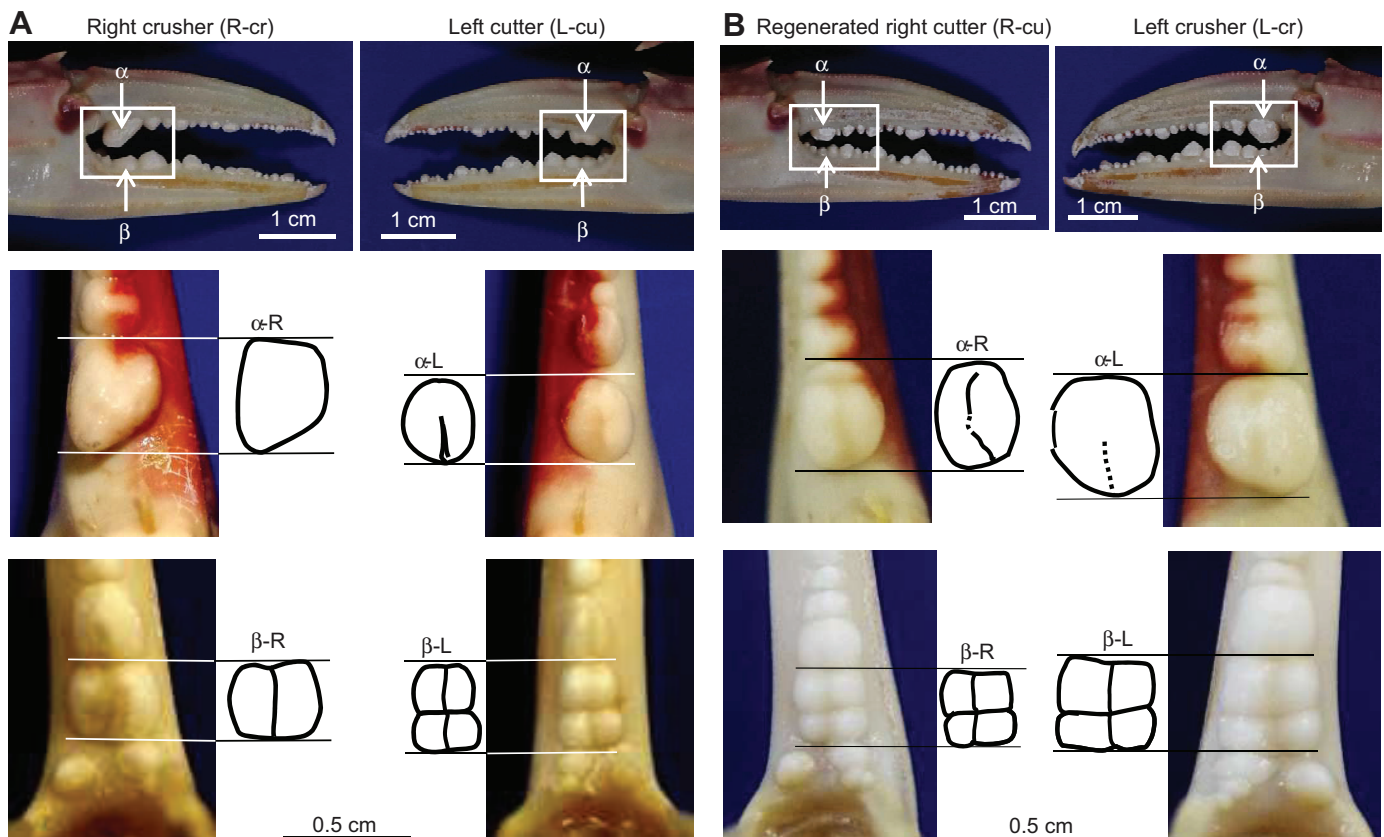 A
Right crusher (R-cr)
Left cutter (L-cu)
α
α
β
β
1 cm
1 cm
α-R
α-L
β-R
β-L
0.5 cm
B
Regenerated right cutter (R-cu)
Left crusher (L-cr)
α
α
β
β
1 cm
1 cm
α-R
α-L
β-R
β-L
0.5 cm